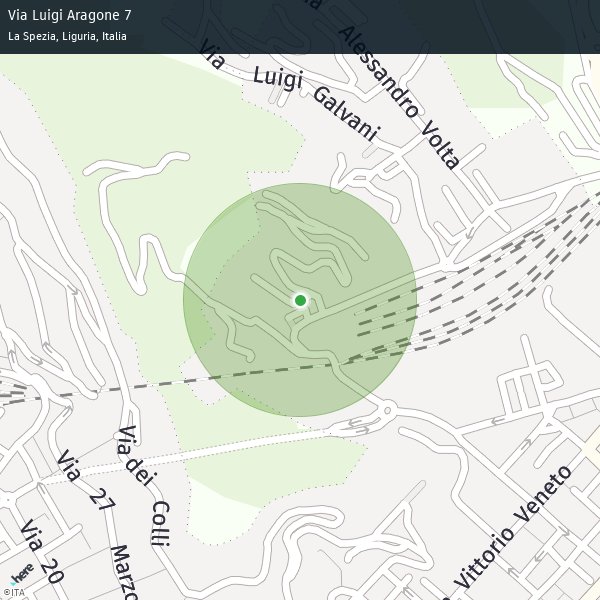 Via Luigi Aragone 7
La Spezia, Liguria, Italia
Via Luigi Galvani
Alessandro Volta
Via dei Colli
Via 27 Marzo
Via 20
Vittorio Veneto
here
©ITA